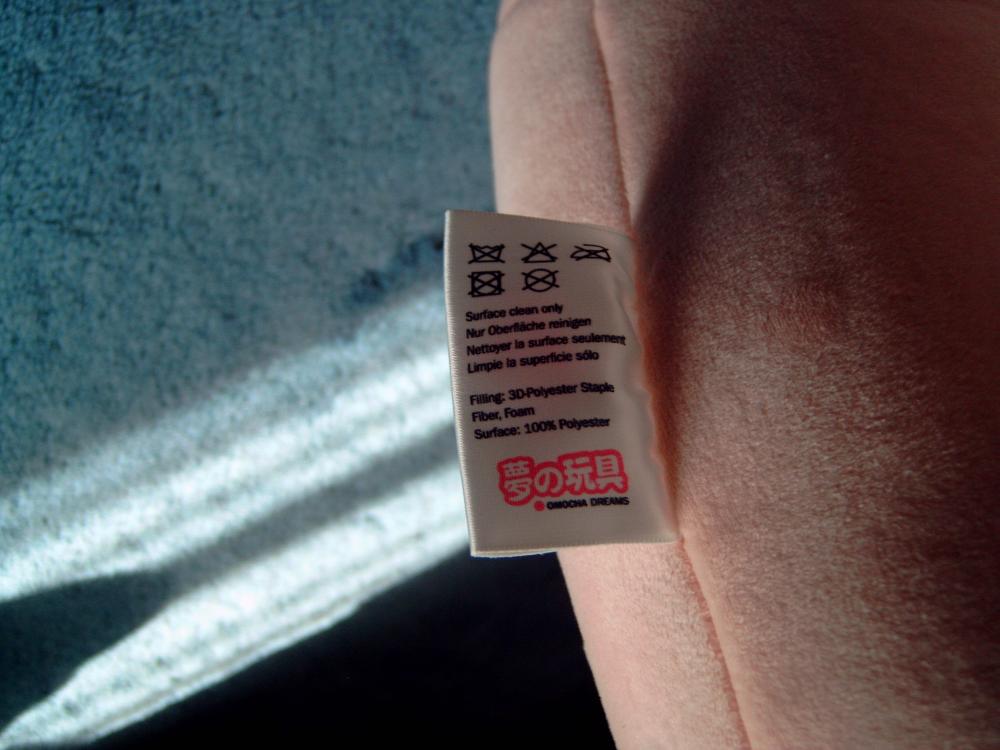 Surface clean only
Nur Oberfläche reinigen
Nettoyer la surface seulement
Limpie la superficie sólo
Filling: 3D-Polyester Staple
Fiber, Foam
Surface: 100% Polyester
夢の玩具
OMOCHA DREAMS